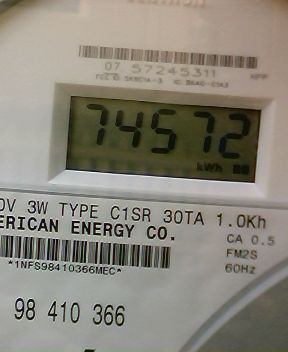 07 57245311
74572
kWh
0V 3W TYPE C1SR 30TA 1.0Kh
ERICAN ENERGY CO.
CA 0.5
FM2S
60Hz
*1NFS98410366MEC*
98 410 366